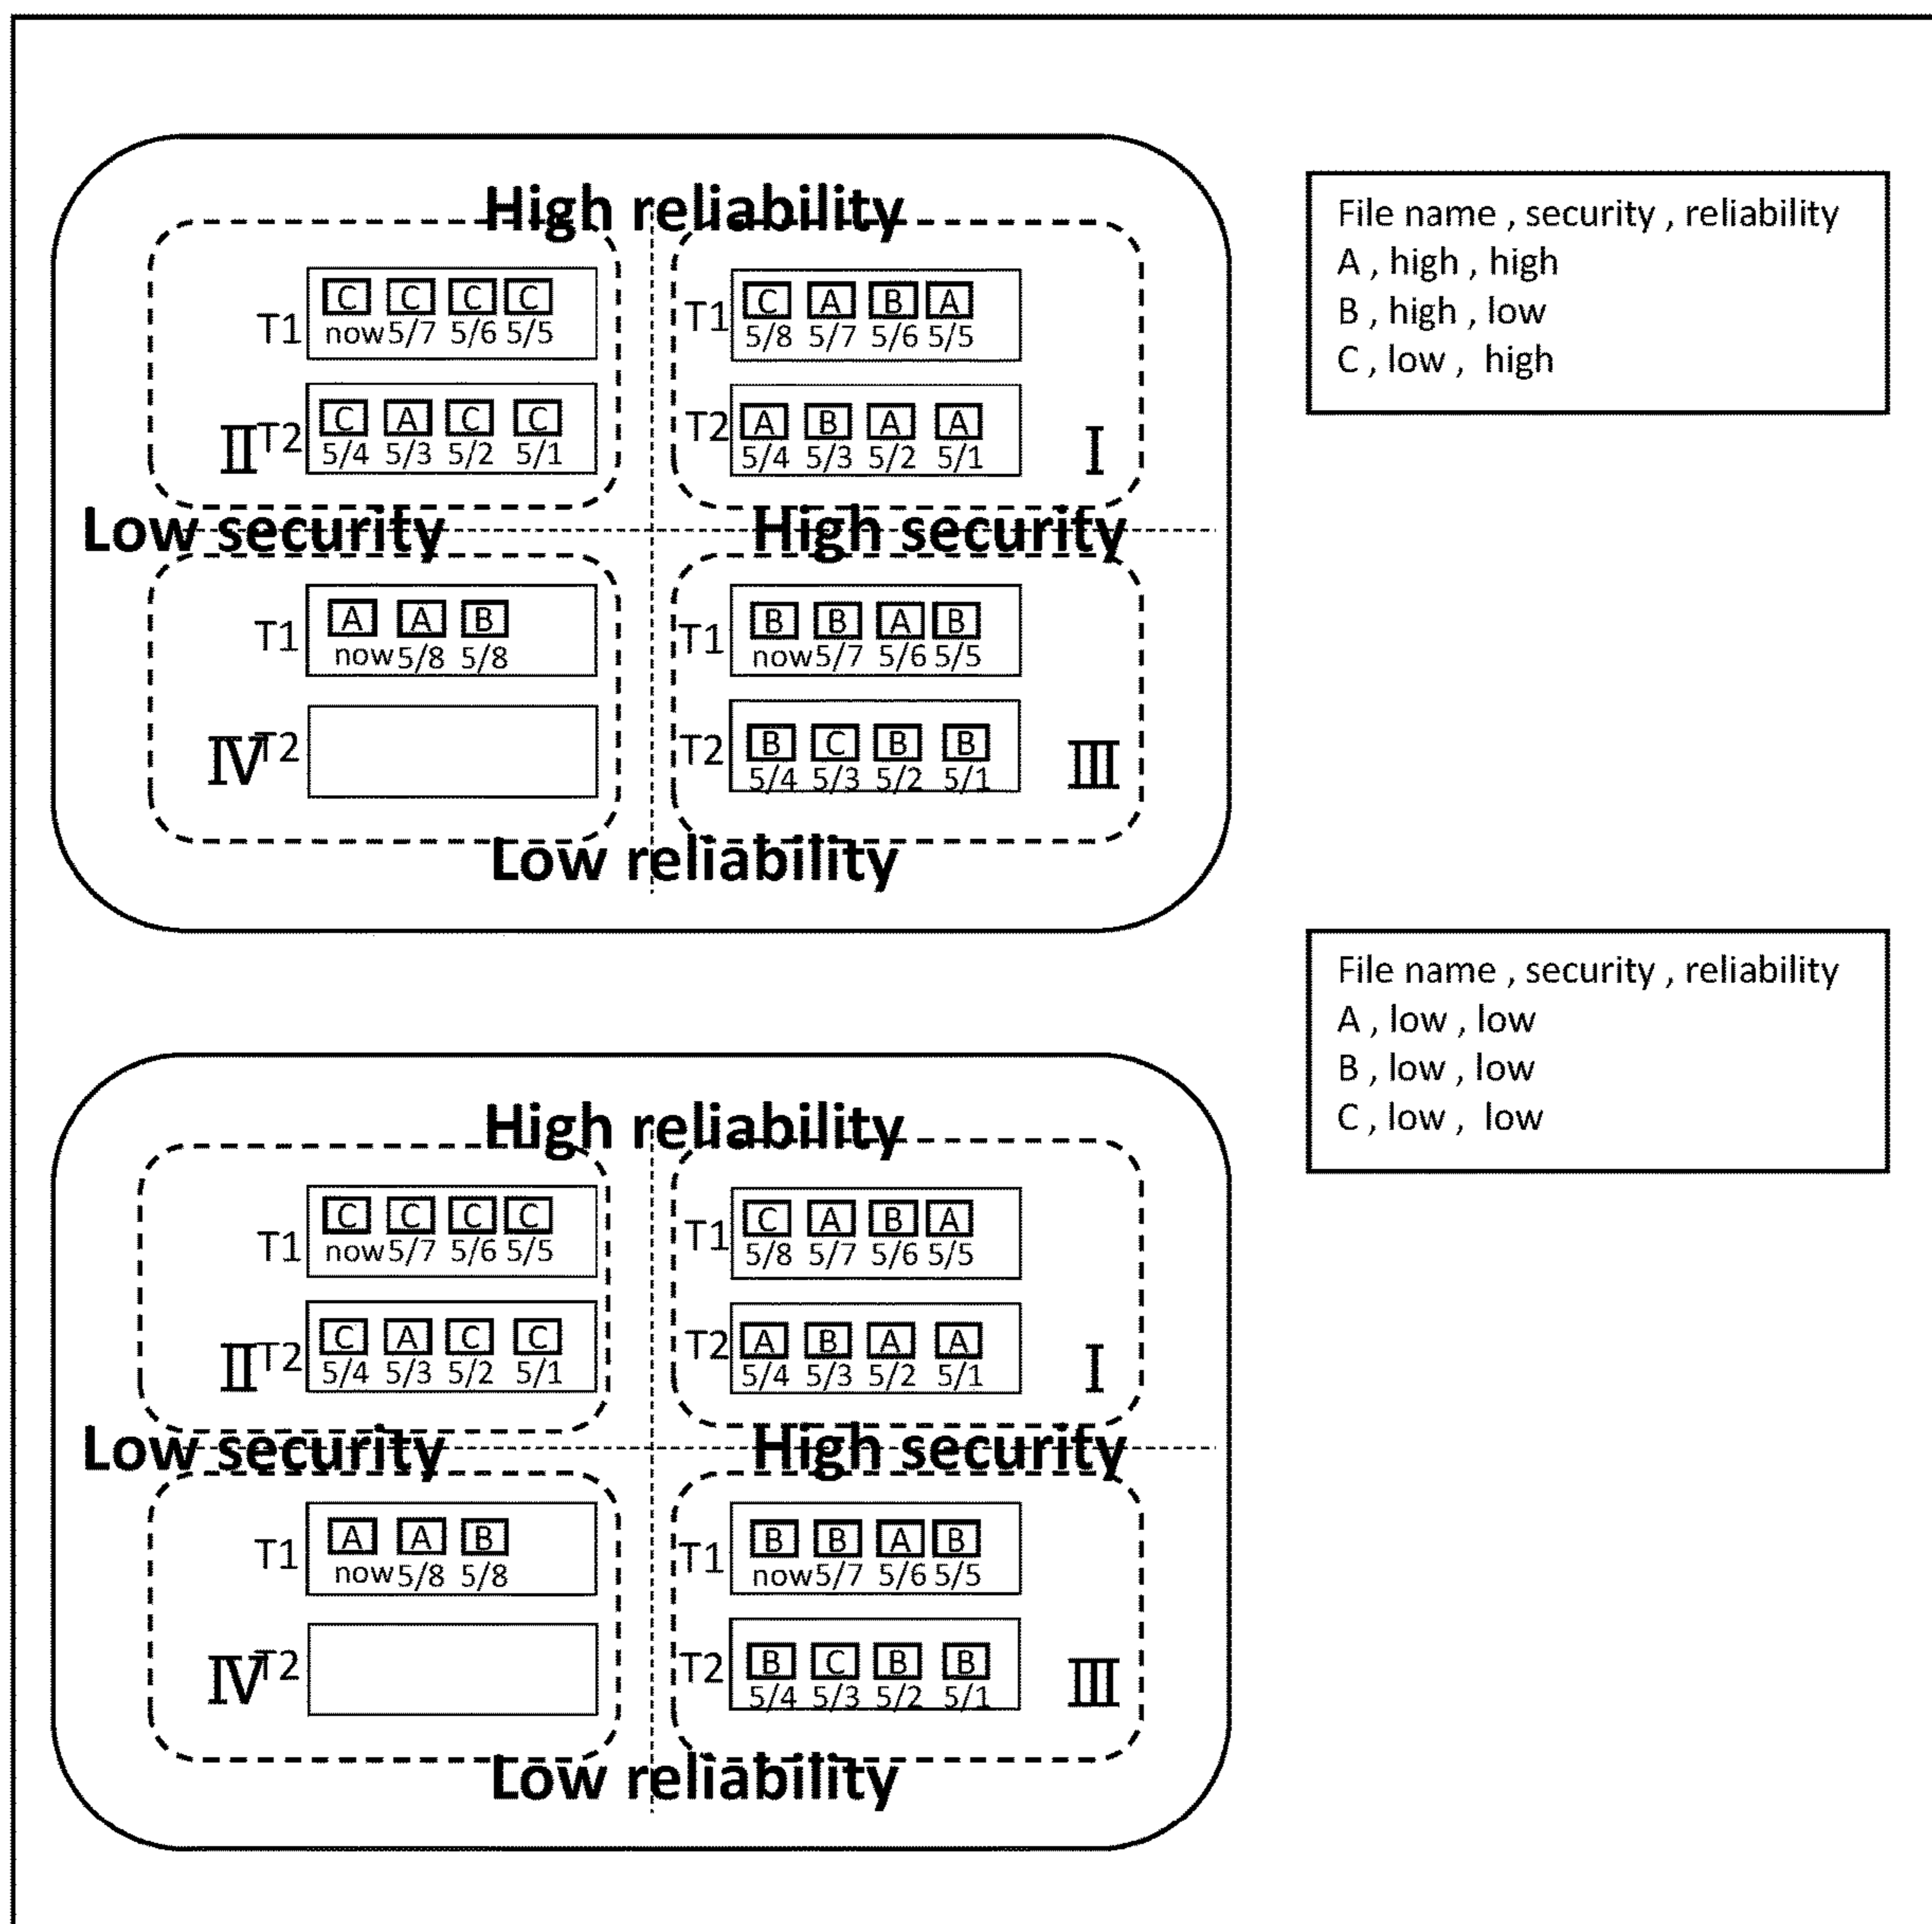 High reliability
C C C C
T1 now 5/7 5/6 5/5
C A B A
T1 5/8 5/7 5/6 5/5
C A C C
II T2 5/4 5/3 5/2 5/1
A B A A
T2 5/4 5/3 5/2 5/1 I
Low security High security
A A B
T1 now 5/8 5/8
B B A B
T1 now 5/7 5/6 5/5
IV T2
B C B B
T2 5/4 5/3 5/2 5/1 III
Low reliability
File name , security , reliability
A , high , high
B , high , low
C , low , high
File name , security , reliability
A , low , low
B , low , low
C , low , low
High reliability
C C C C
T1 now 5/7 5/6 5/5
C A B A
T1 5/8 5/7 5/6 5/5
C A C C
II T2 5/4 5/3 5/2 5/1
A B A A
T2 5/4 5/3 5/2 5/1 I
Low security High security
A A B
T1 now 5/8 5/8
B B A B
T1 now 5/7 5/6 5/5
IV T2
B C B B
T2 5/4 5/3 5/2 5/1 III
Low reliability